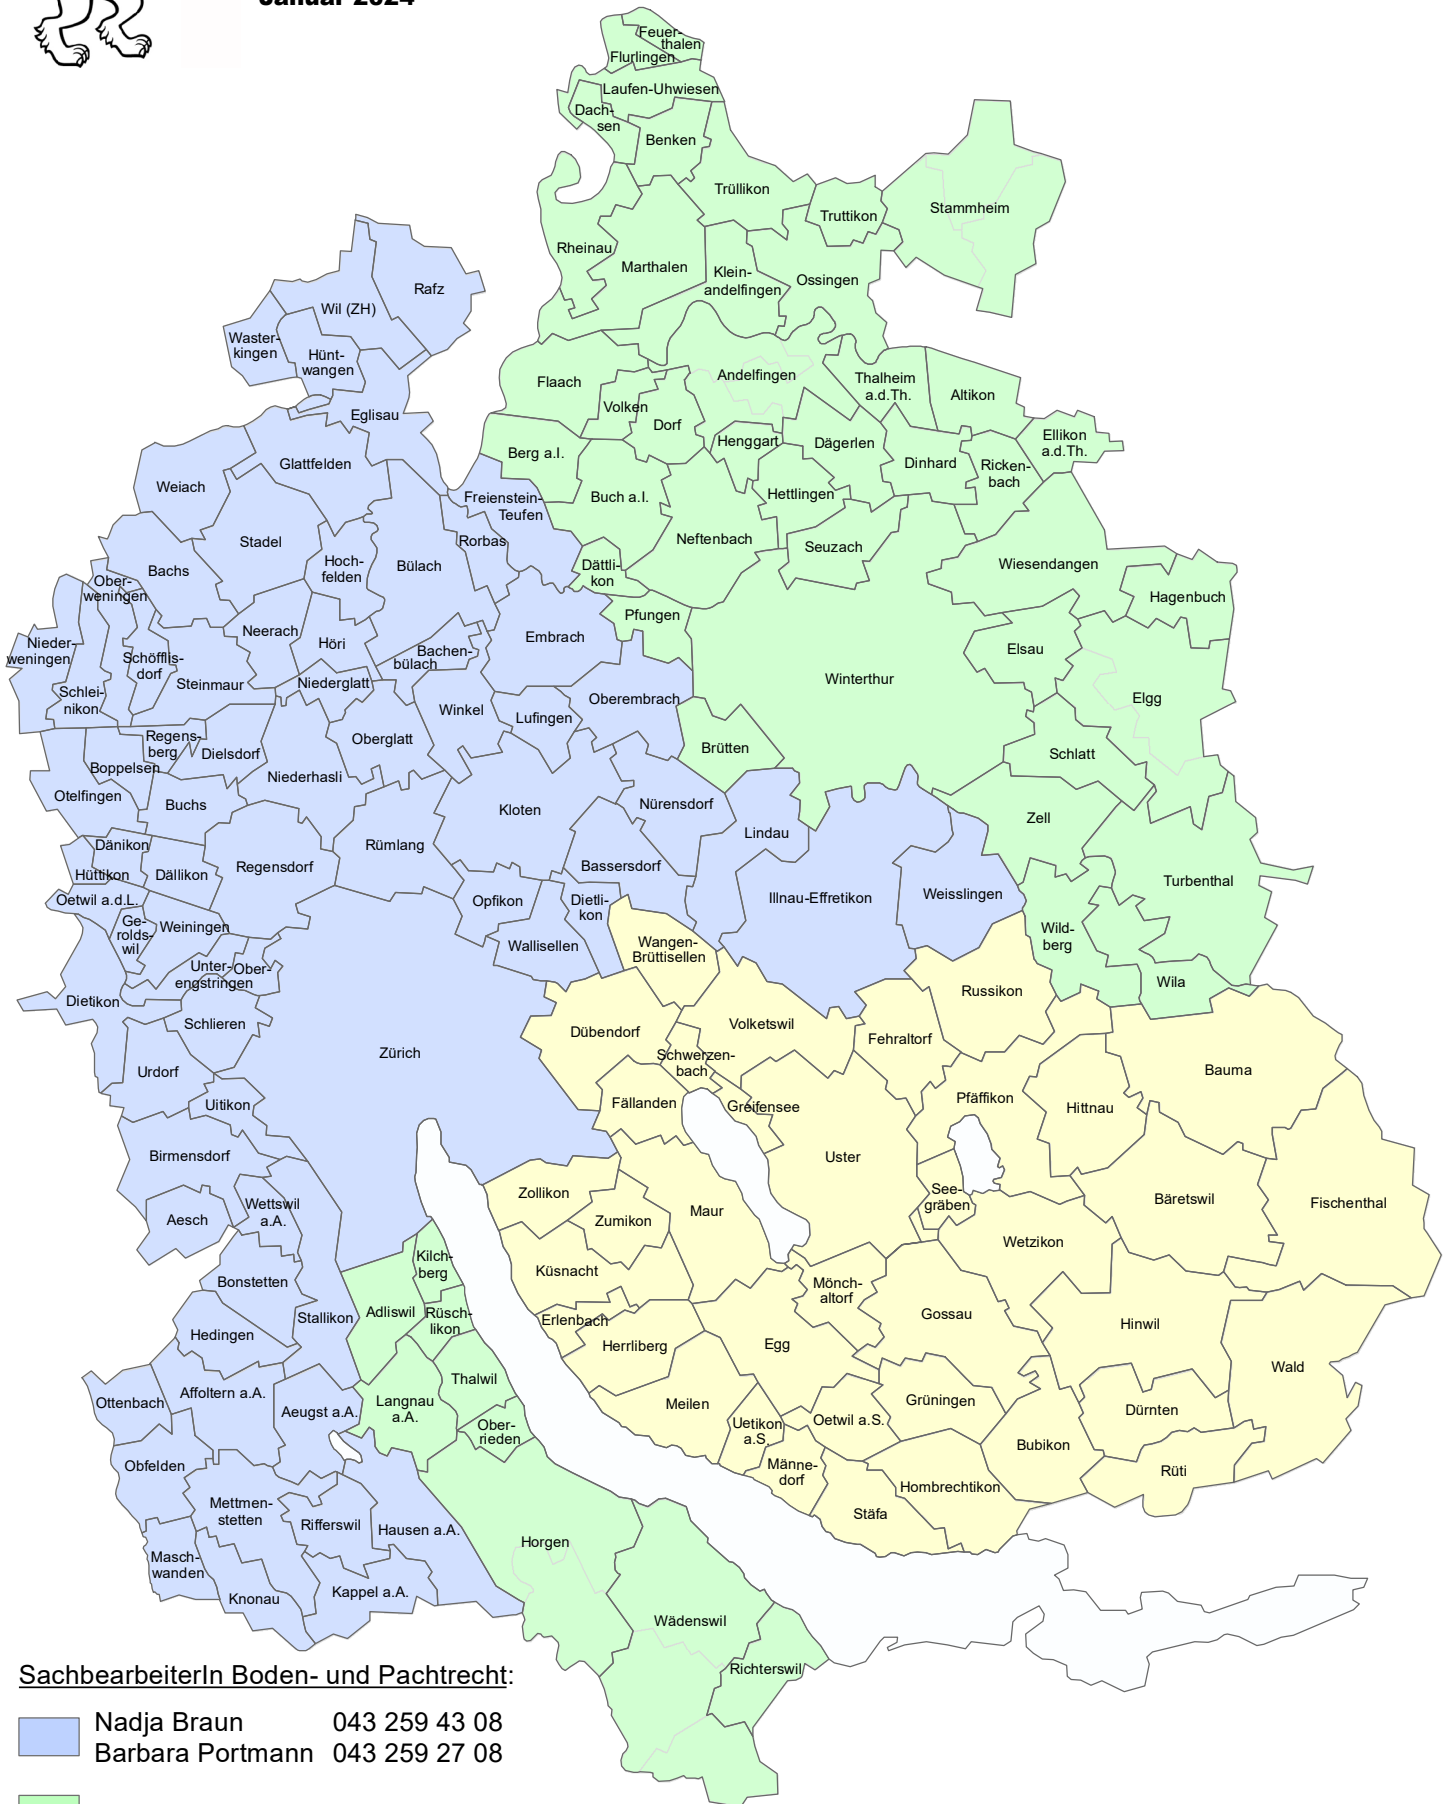 Feuer-
thalen
Flurlingen
Laufen-Uhwiesen
Dach-
sen
Benken
Trüllikon
Truttikon
Stammheim
Rheinau
Marthalen
Klein-
andelfingen
Ossingen
Rafz
Wil (ZH)
Waster-
kingen
Hünt-
wangen
Eglisau
Flaach
Andelfingen
Thalheim
a.d.Th.
Altikon
Volken
Dorf
Henggart
Dägerlen
Ellikon
a.d.Th.
Berg a.I.
Dinhard
Ricken-
bach
Glattfelden
Weiach
Freienstein-
Teufen
Buch a.I.
Hettlingen
Stadel
Rorbas
Neftenbach
Seuzach
Wiesendangen
Bachs
Hoch-
felden
Bülach
Dättli-
kon
Hagenbuch
Ober-
weningen
Pfungen
Neerach
Höri
Embrach
Elsau
Nieder-
weningen
Schöfflis-
dorf
Bachen-
bülach
Steinmaur
Niederglatt
Winterthur
Schlei-
nikon
Oberembrach
Elgg
Winkel
Lufingen
Regens-
berg
Dielsdorf
Oberglatt
Brütten
Schlatt
Boppelsen
Niederhasli
Otelfingen
Buchs
Kloten
Nürensdorf
Zell
Lindau
Dänikon
Rümlang
Hüttikon
Dällikon
Regensdorf
Bassersdorf
Turbenthal
Oetwil a.d.L.
Opfikon
Dietli-
kon
Illnau-Effretikon
Weisslingen
Ge-
rolds-
wil
Weiningen
Wallisellen
Wangen-
Brüttisellen
Wild-
berg
Unter-
engstringen
Ober-
Wila
Dietikon
Russikon
Schlieren
Dübendorf
Volketswil
Fehraltorf
Zürich
Schwerzen-
bach
Bauma
Urdorf
Uitikon
Fällanden
Greifensee
Pfäffikon
Hittnau
Birmensdorf
Uster
Zollikon
See-
gräben
Bäretswil
Fischenthal
Aesch
Wettswil
a.A.
Zumikon
Maur
Wetzikon
Kilch-
berg
Küsnacht
Bonstetten
Mönch-
altorf
Adliswil
Rüsch-
likon
Erlenbach
Gossau
Hinwil
Stallikon
Hedingen
Herrliberg
Egg
Wald
Thalwil
Affoltern a.A.
Ottenbach
Langnau
a.A.
Meilen
Grüningen
Dürnten
Aeugst a.A.
Ober-
rieden
Uetikon
a.S.
Oetwil a.S.
Bubikon
Obfelden
Männe-
dorf
Rüti
Hombrechtikon
Mettmen-
stetten
Rifferswil
Hausen a.A.
Stäfa
Horgen
Masch-
wanden
Knonau
Kappel a.A.
Wädenswil
Richterswil
SachbearbeiterIn Boden- und Pachtrecht:
Nadja Braun 043 259 43 08
Barbara Portmann 043 259 27 08